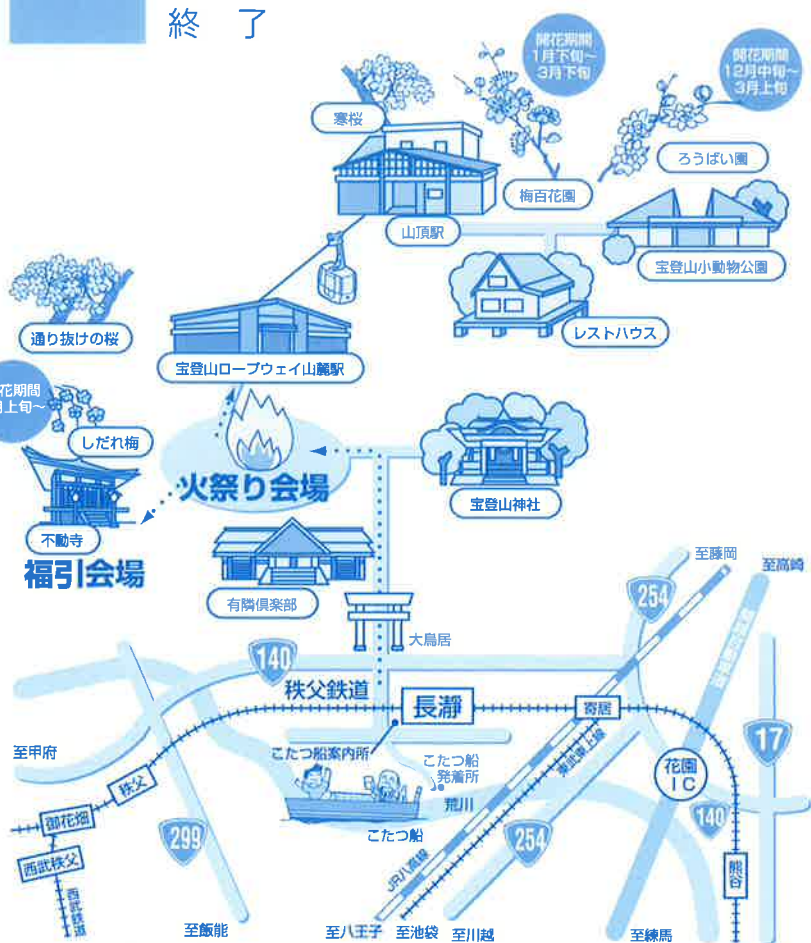 終 了
開花期間
1月下旬~
3月下旬
開花期間
12月中旬~
3月上旬
寒桜
梅百花園
ろうばい園
山頂駅
宝登山小動物公園
レストハウス
通り抜けの桜
宝登山ロープウェイ山麓駅
花期間
月上旬~
しだれ梅
火祭り会場
宝登山神社
不動寺
福引会場
有隣倶楽部
大鳥居
至藤岡
至高崎
254
140
秩父鉄道
長瀞
寄居
17
至甲府
こたつ船案内所
こたつ船
発着所
東武東上線
花園
IC
秩父
荒川
御花畑
299
こたつ船
254
140
西武秩父
JR八高線
熊谷
西武鉄道
至飯能
至八王子
至池袋
至川越
至練馬